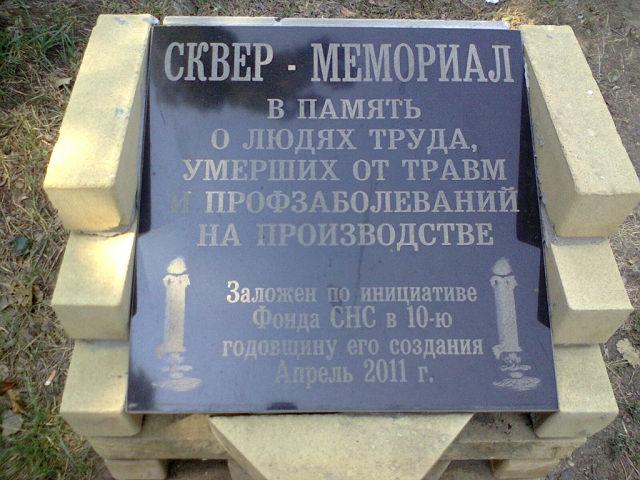 СКВЕР - МЕМОРИАЛ
В ПАМЯТЬ
О ЛЮДЯХ ТРУДА,
УМЕРШИХ ОТ ТРАВМ
И ПРОФЗАБОЛЕВАНИЙ
НА ПРОИЗВОДСТВЕ
Заложен по инициативе
Фонда СНС в 10-ю
годовщину его создания
Апрель 2011 г.